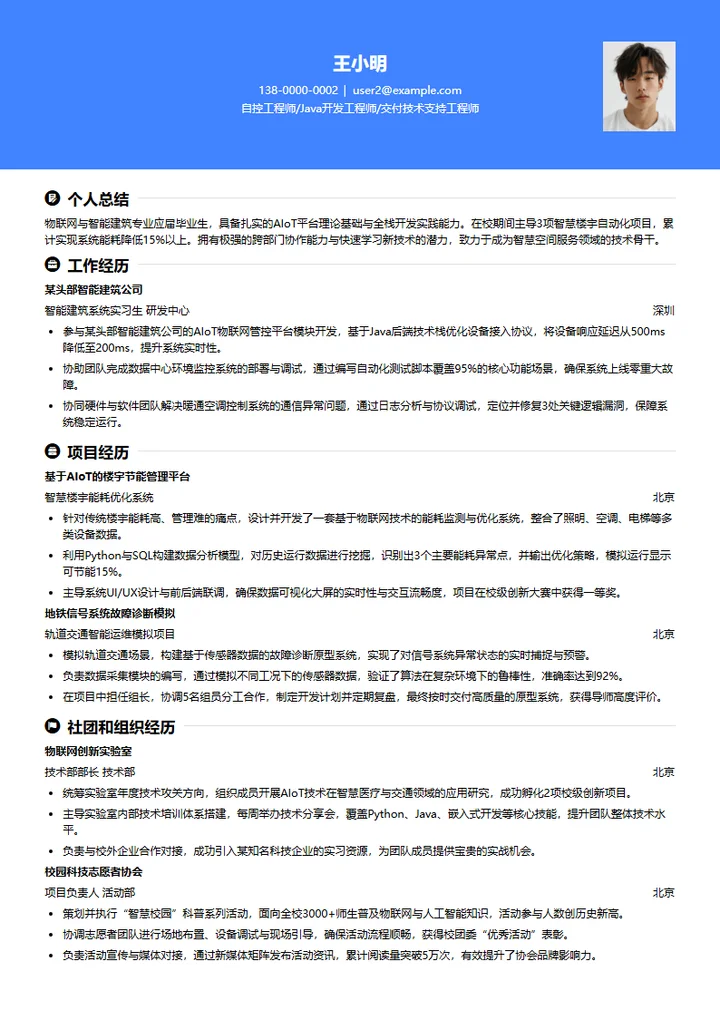 王小明
138-0000-0002 | user2@example.com
自控工程师/Java开发工程师/交付技术支持工程师
个人总结
物联网与智能建筑专业应届毕业生，具备扎实的AIoT平台理论基础与全栈开发实践能力。在校期间主导3项智慧楼宇自动化项目，累
计实现系统能耗降低15%以上。拥有极强的跨部门协作能力与快速学习新技术的潜力，致力于成为智慧空间服务领域的技术骨干。
工作经历
某头部智能建筑公司
智能建筑系统实习生 研发中心 深圳
• 参与某头部智能建筑公司的AIoT物联网管控平台模块开发，基于Java后端技术栈优化设备接入协议，将设备响应延迟从500ms
降低至200ms，提升系统实时性。
• 协助团队完成数据中心环境监控系统的部署与调试，通过编写自动化测试脚本覆盖95%的核心功能场景，确保系统上线零重大故
障。
• 协同硬件与软件团队解决暖通空调控制系统的通信异常问题，通过日志分析与协议调试，定位并修复3处关键逻辑漏洞，保障系
统稳定运行。
项目经历
基于AIoT的楼宇节能管理平台
智慧楼宇能耗优化系统 北京
• 针对传统楼宇能耗高、管理难的痛点，设计并开发了一套基于物联网技术的能耗监测与优化系统，整合了照明、空调、电梯等多
类设备数据。
• 利用Python与SQL构建数据分析模型，对历史运行数据进行挖掘，识别出3个主要能耗异常点，并输出优化策略，模拟运行显示
可节能15%。
• 主导系统UI/UX设计与前后端联调，确保数据可视化大屏的实时性与交互流畅度，项目在校级创新大赛中获得一等奖。
地铁信号系统故障诊断模拟
轨道交通智能运维模拟项目 北京
• 模拟轨道交通场景，构建基于传感器数据的故障诊断原型系统，实现了对信号系统异常状态的实时捕捉与预警。
• 负责数据采集模块的编写，通过模拟不同工况下的传感器数据，验证了算法在复杂环境下的鲁棒性，准确率达到92%。
• 在项目中担任组长，协调5名组员分工合作，制定开发计划并定期复盘，最终按时交付高质量的原型系统，获得导师高度评价。
社团和组织经历
物联网创新实验室
技术部部长 技术部 北京
• 统筹实验室年度技术攻关方向，组织成员开展AIoT技术在智慧医疗与交通领域的应用研究，成功孵化2项校级创新项目。
• 主导实验室内部技术培训体系搭建，每周举办技术分享会，覆盖Python、Java、嵌入式开发等核心技能，提升团队整体技术水
平。
• 负责与校外企业合作对接，成功引入某知名科技企业的实习资源，为团队成员提供宝贵的实战机会。
校园科技志愿者协会
项目负责人 活动部 北京
• 策划并执行“智慧校园”科普系列活动，面向全校3000+师生普及物联网与人工智能知识，活动参与人数创历史新高。
• 协调志愿者团队进行场地布置、设备调试与现场引导，确保活动流程顺畅，获得校团委“优秀活动”表彰。
• 负责活动宣传与媒体对接，通过新媒体矩阵发布活动资讯，累计阅读量突破5万次，有效提升了协会品牌影响力。